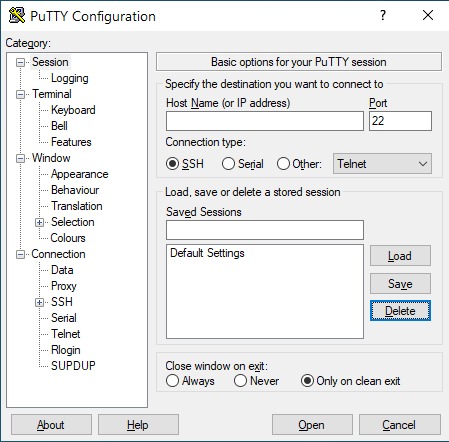 PuTTY Configuration
?
Category:
Session
Logging
Terminal
Keyboard
Bell
Features
Window
Appearance
Behaviour
Translation
Selection
Colours
Connection
Data
Proxy
SSH
Serial
Telnet
Rlogin
SUPDUP
Basic options for your PuTTY session
Specify the destination you want to connect to
Host Name (or IP address) Port
22
Connection type:
SSH Serial Other: Telnet
Load, save or delete a stored session
Saved Sessions
Default Settings
Load
Save
Delete
Close window on exit:
Always Never Only on clean exit
About Help Open Cancel